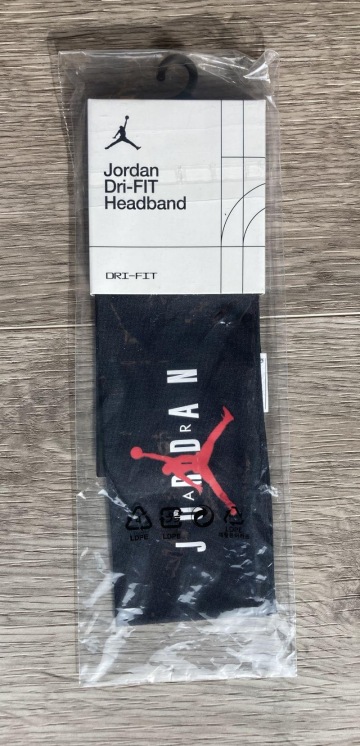 Jordan
Dri-FIT
Headband
DRI-FIT
JORDAN
LDPE
LDPE